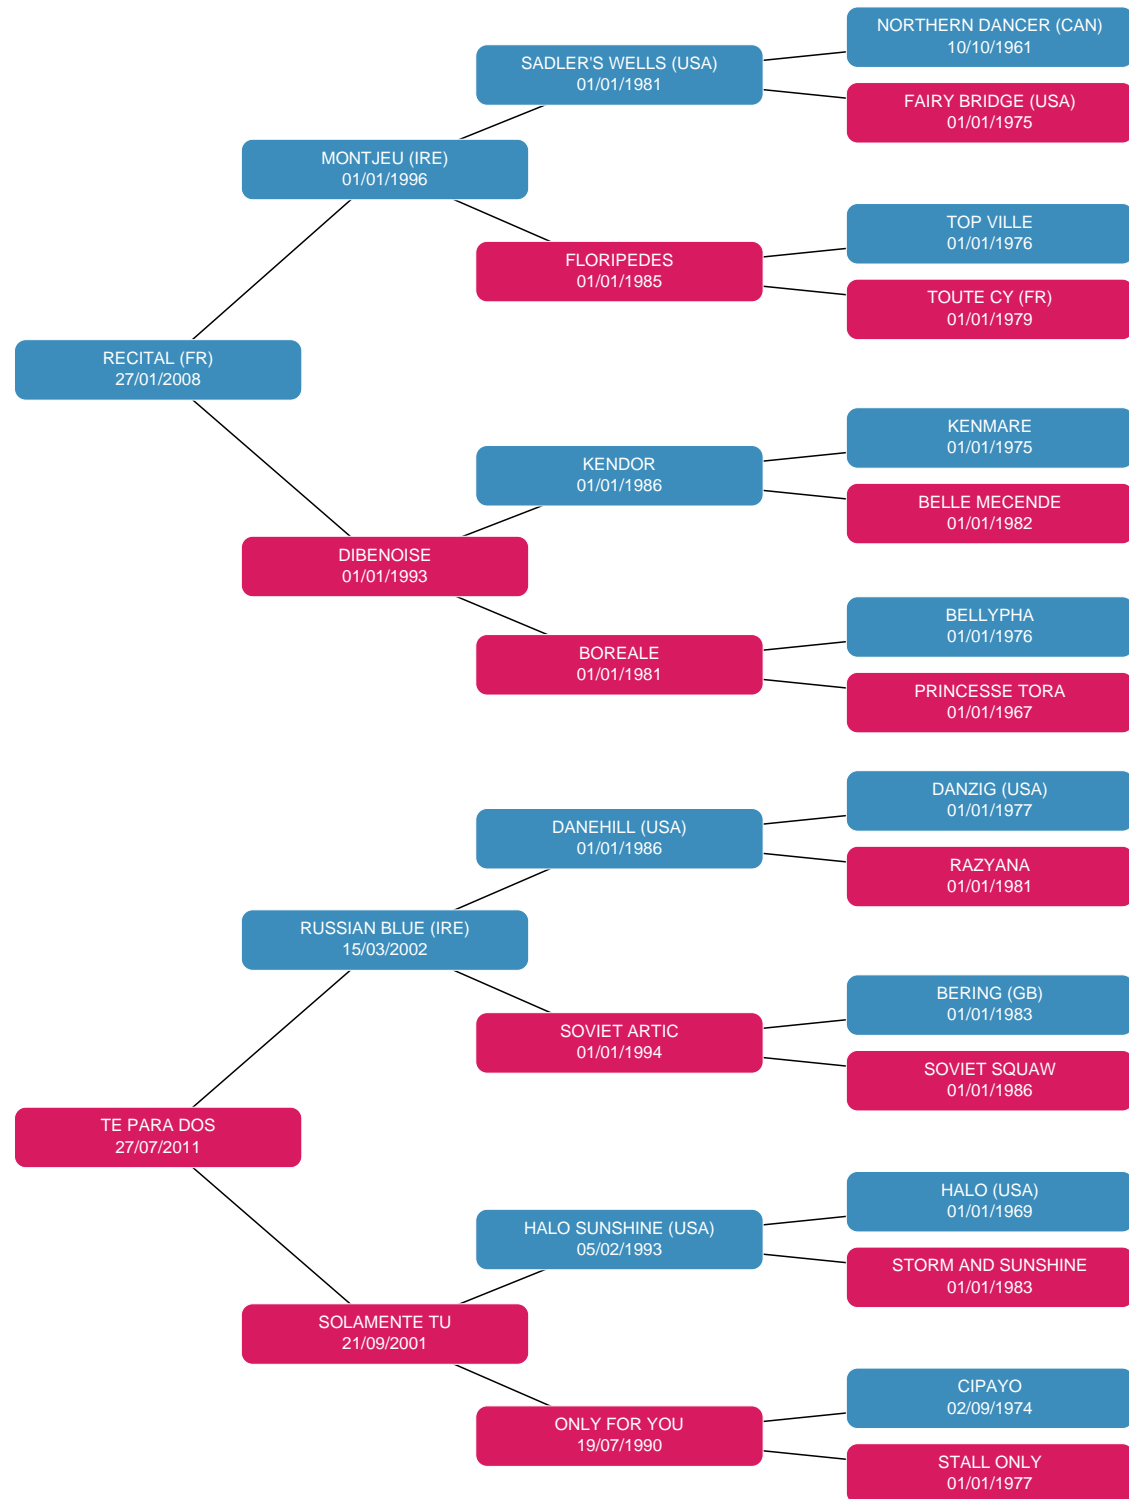 NORTHERN DANCER (CAN)
10/10/1961
SADLER'S WELLS (USA)
01/01/1981
FAIRY BRIDGE (USA)
01/01/1975
MONTJEU (IRE)
01/01/1996
TOP VILLE
01/01/1976
FLORIPEDES
01/01/1985
TOUTE CY (FR)
01/01/1979
RECITAL (FR)
27/01/2008
KENMARE
01/01/1975
KENDOR
01/01/1986
BELLE MECENDE
01/01/1982
DIBENOISE
01/01/1993
BELLYPHA
01/01/1976
BOREALE
01/01/1981
PRINCESSE TORA
01/01/1967
DANZIG (USA)
01/01/1977
DANEHILL (USA)
01/01/1986
RAZYANA
01/01/1981
RUSSIAN BLUE (IRE)
15/03/2002
BERING (GB)
01/01/1983
SOVIET ARTIC
01/01/1994
SOVIET SQUAW
01/01/1986
TE PARA DOS
27/07/2011
HALO (USA)
01/01/1969
HALO SUNSHINE (USA)
05/02/1993
STORM AND SUNSHINE
01/01/1983
SOLAMENTE TU
21/09/2001
CIPAYO
02/09/1974
ONLY FOR YOU
19/07/1990
STALL ONLY
01/01/1977